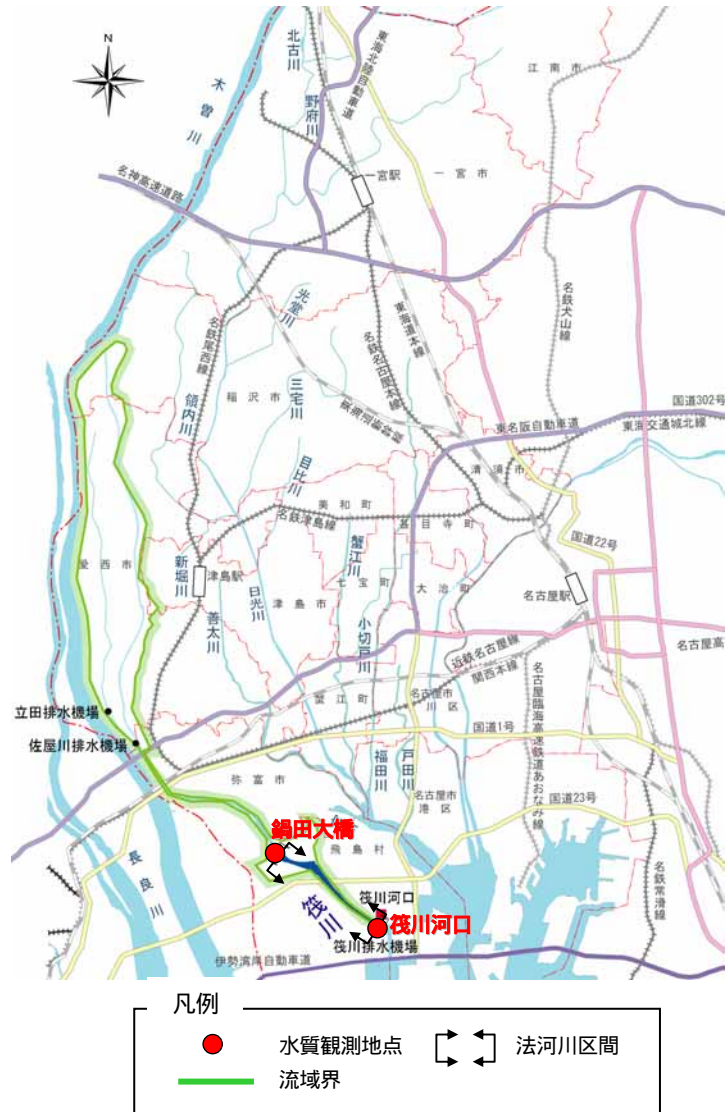 N
北古川
東海北陸自動車道
江南市
木曽川
野府川
一宮駅
一宮市
名神高速道路
光堂川
東海道本線
名鉄尾西線
名鉄名古屋本線
名鉄犬山線
領内川
稲沢市
三宅川
東海道新幹線
国道302号
東名阪自動車道
東海交通城北線
目比川
清須市
美和町
名鉄津島線
甚目寺町
国道22号
愛西市
新堀川
津島駅
蟹江川
七宝町
大治町
名古屋駅
日光川
津島市
善太川
小切戸川
名古屋高
近鉄名古屋線
関西本線
立田排水機場
蟹江町
名古屋市
川区
名古屋臨海高速鉄道あおなみ線
佐屋川排水機場
国道1号
福田川
戸田川
弥富市
名古屋市
港区
国道23号
鍋田大橋
飛島村
長良川
名鉄常滑線
筏川
筏川河口
筏川河口
筏川排水機場
伊勢湾岸自動車道
凡例
水質観測地点
法河川区間
流域界